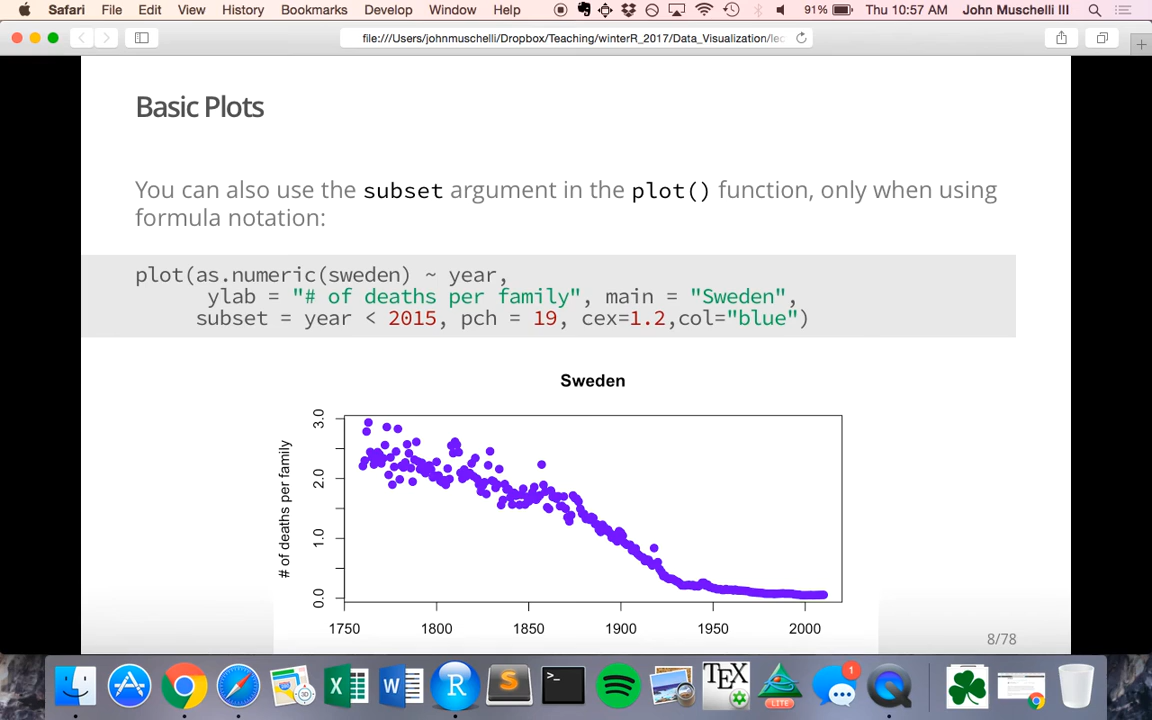 Safari File Edit View History Bookmarks Develop Window Help 91% Thu 10:57 AM John Muschelli III
file:///Users/johnmuschelli/Dropbox/Teaching/winterR_2017/Data_Visualization/lec
Basic Plots
You can also use the subset argument in the plot() function, only when using
formula notation:
plot(as.numeric(sweden) ~ year,
ylab = "# of deaths per family", main = "Sweden",
subset = year < 2015, pch = 19, cex=1.2,col="blue")
Sweden
# of deaths per family
3.0
2.0
1.0
0.0
1750 1800 1850 1900 1950 2000
8/78
X W R S >_ TEX LITE 1